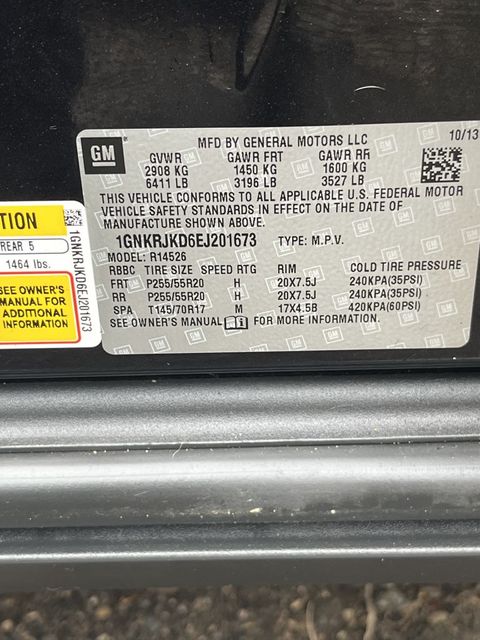 MFD BY GENERAL MOTORS LLC 10/13
GM
GVWR GAWR FRT GAWR RR
2908 KG 1450 KG 1600 KG
6411 LB 3196 LB 3527 LB
THIS VEHICLE CONFORMS TO ALL APPLICABLE U.S. FEDERAL MOTOR
VEHICLE SAFETY STANDARDS IN EFFECT ON THE DATE OF
MANUFACTURE SHOWN ABOVE.
1GNKRJKD6EJ201673 TYPE: M.P.V.
MODEL: R14526
RBBC TIRE SIZE SPEED RTG RIM COLD TIRE PRESSURE
FRT P255/55R20 H 20X7.5J 240KPA(35PSI)
RR P255/55R20 H 20X7.5J 240KPA(35PSI)
SPA T145/70R17 M 17X4.5B 420KPA(60PSI)
SEE OWNER'S MANUAL FOR MORE INFORMATION.
TION
REAR 5
1464 lbs.
SEE OWNER'S
MANUAL FOR
ADDITIONAL
INFORMATION
1GNKRJKD6EJ201673